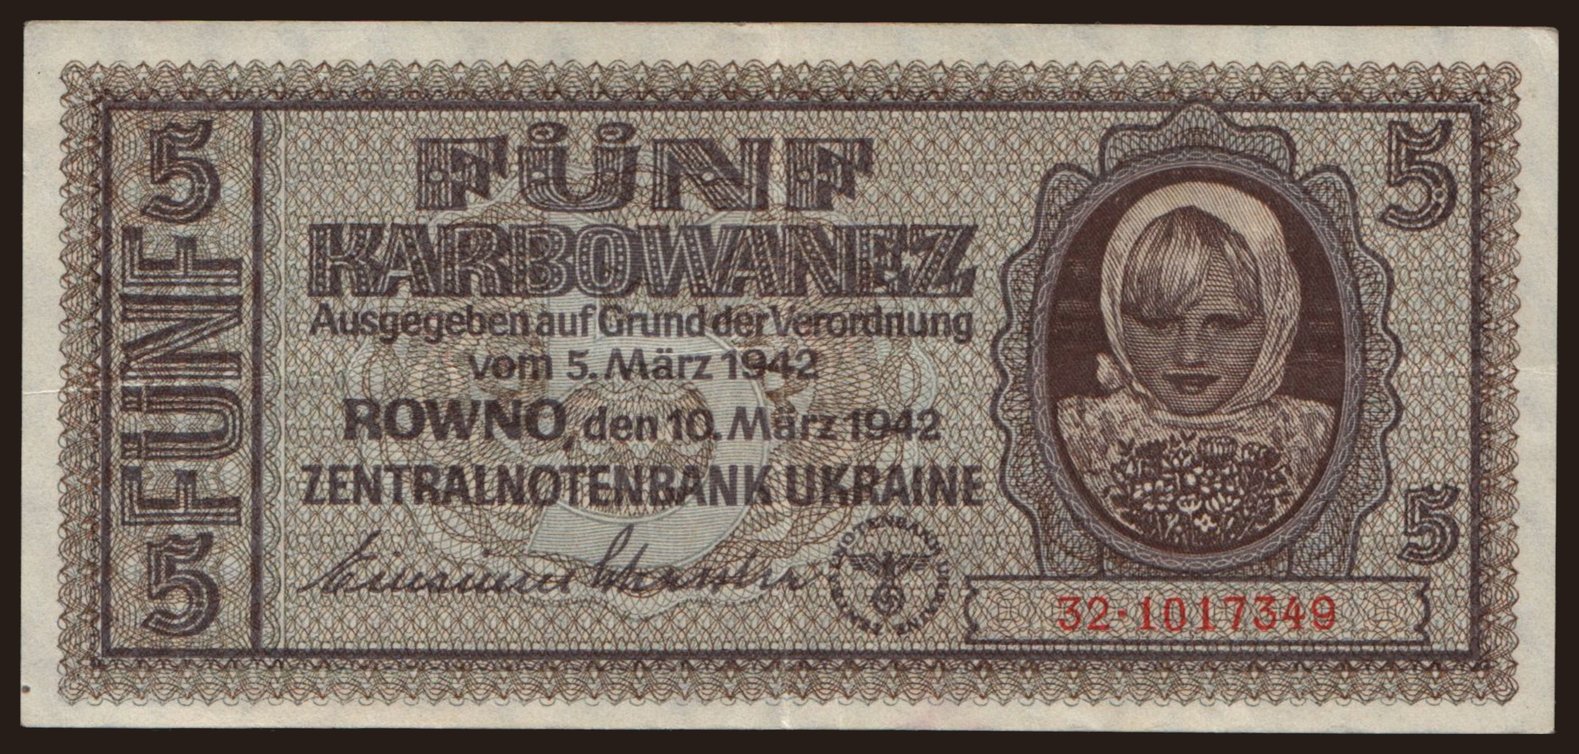 5
FÜNF
5
FÜNF
KARBOWANEZ
Ausgegeben auf Grund der Verordnung
vom 5. März 1942
ROWNO, den 10. März 1942
ZENTRALNOTENBANK UKRAINE
5
5
5
32·1017349